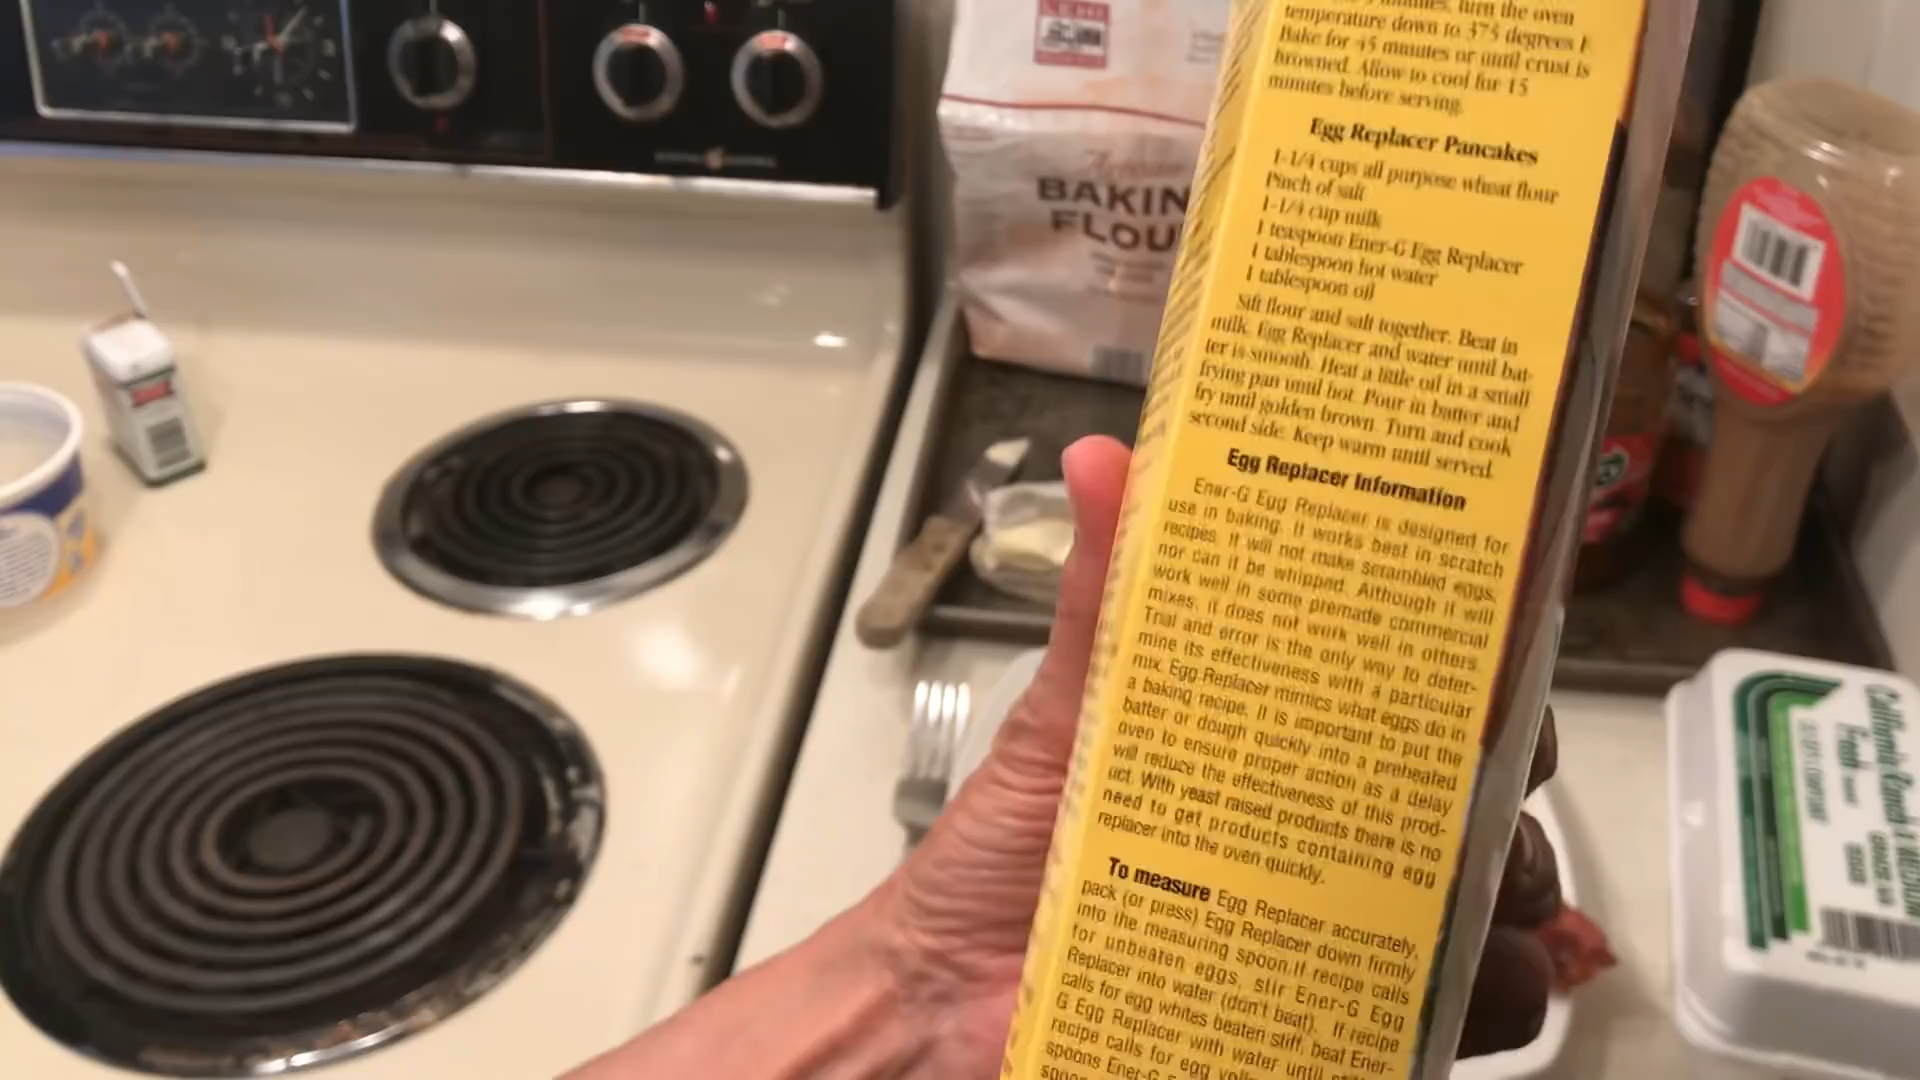 minutes, turn the oven
temperature down to 375 degrees F.
Bake for 45 minutes or until crust is
browned. Allow to cool for 15
minutes before serving.
Egg Replacer Pancakes
1-1/4 cups all purpose wheat flour
Pinch of salt
1-1/4 cup milk
1 teaspoon Ener-G Egg Replacer
1 tablespoon hot water
1 tablespoon oil
Sift flour and salt together. Beat in
milk. Egg Replacer and water until bat-
ter is smooth. Heat a little oil in a small
frying pan until hot. Pour in batter and
fry until golden brown. Turn and cook
second side. Keep warm until served.
Egg Replacer Information
Ener-G Egg Replacer is designed for
use in baking. It works best in scratch
recipes. It will not make scrambled eggs,
nor can it be whipped. Although it will
work well in some premade commercial
mixes, it does not work well in others.
Trial and error is the only way to deter-
mine its effectiveness with a particular
mix. Egg Replacer mimics what eggs do in
a baking recipe. It is important to put the
batter or dough quickly into a preheated
oven to ensure proper action as a delay
will reduce the effectiveness of this prod-
uct. With yeast raised products there is no
need to get products containing egg
replacer into the oven quickly.
To measure Egg Replacer accurately,
pack (or press) Egg Replacer down firmly
into the measuring spoon.If recipe calls
for unbeaten eggs, stir Ener-G Egg
Replacer into water (don't beat). If recipe
calls for egg whites beaten stiff, beat Ener-
G Egg Replacer with water until
recipe calls for egg
spoons Ener-G
BAKIN
FLOU
California Ranch
Fresh